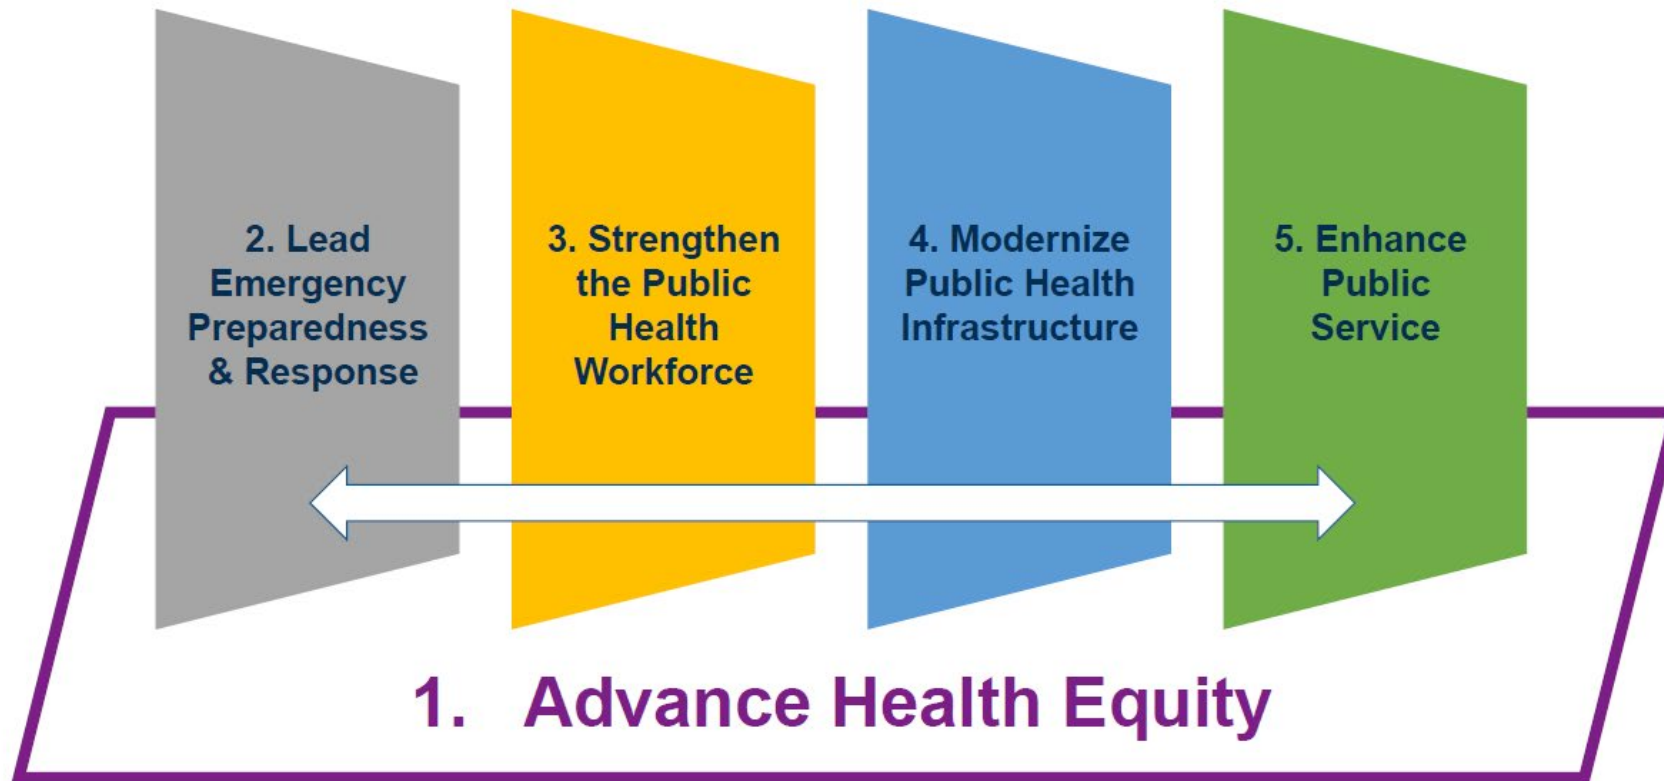 2. Lead
Emergency
Preparedness
& Response
3. Strengthen
the Public
Health
Workforce
4. Modernize
Public Health
Infrastructure
5. Enhance
Public
Service
1. Advance Health Equity